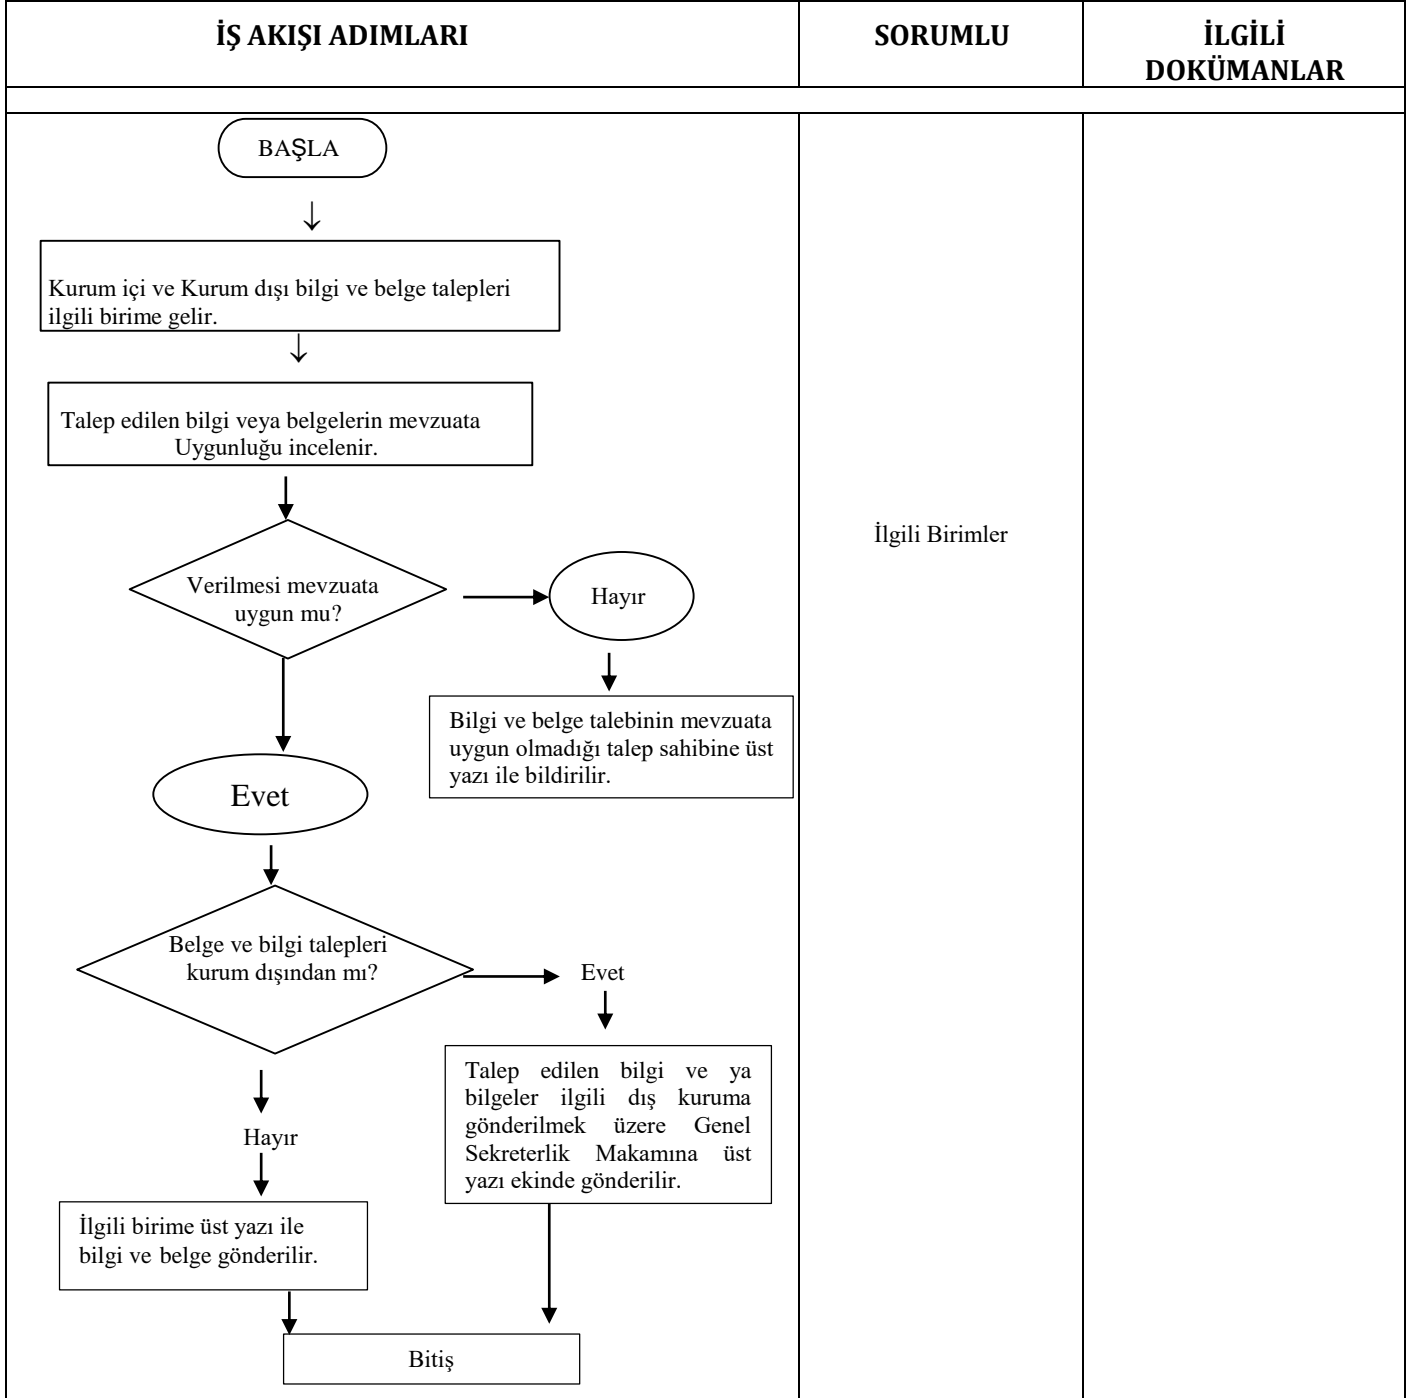 İŞ AKIŞI ADIMLARI
SORUMLU
İLGİLİ
DOKÜMANLAR
BAŞLA
Kurum içi ve Kurum dışı bilgi ve belge talepleri
ilgili birime gelir.
Talep edilen bilgi veya belgelerin mevzuata
Uygunluğu incelenir.
İlgili Birimler
Verilmesi mevzuata
uygun mu?
Hayır
Bilgi ve belge talebinin mevzuata
uygun olmadığı talep sahibine üst
yazı ile bildirilir.
Evet
Belge ve bilgi talepleri
kurum dışından mı?
Evet
Talep edilen bilgi ve ya
bilgeler ilgili dış kuruma
gönderilmek üzere Genel
Sekreterlik Makamına üst
yazı ekinde gönderilir.
Hayır
İlgili birime üst yazı ile
bilgi ve belge gönderilir.
Bitiş